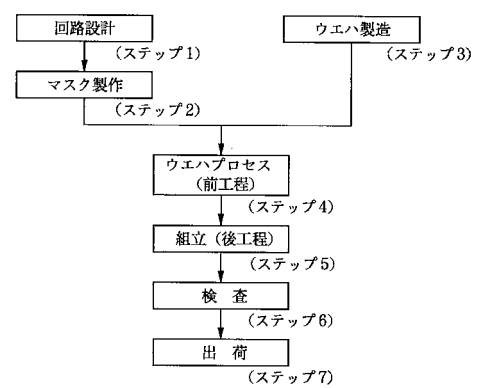 回路設計
(ステップ1)
ウエハ製造
(ステップ3)
マスク製作
(ステップ2)
ウエハプロセス
(前工程)
(ステップ4)
組立(後工程)
(ステップ5)
検 査
(ステップ6)
出 荷
(ステップ7)